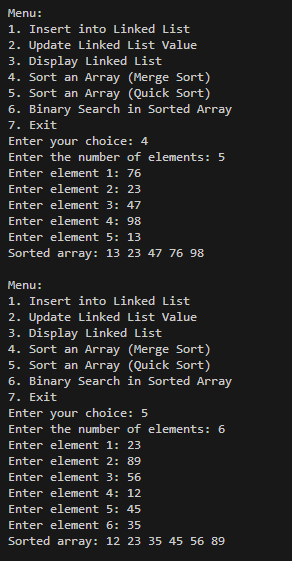 Menu:
1. Insert into Linked List
2. Update Linked List Value
3. Display Linked List
4. Sort an Array (Merge Sort)
5. Sort an Array (Quick Sort)
6. Binary Search in Sorted Array
7. Exit
Enter your choice: 4
Enter the number of elements: 5
Enter element 1: 76
Enter element 2: 23
Enter element 3: 47
Enter element 4: 98
Enter element 5: 13
Sorted array: 13 23 47 76 98

Menu:
1. Insert into Linked List
2. Update Linked List Value
3. Display Linked List
4. Sort an Array (Merge Sort)
5. Sort an Array (Quick Sort)
6. Binary Search in Sorted Array
7. Exit
Enter your choice: 5
Enter the number of elements: 6
Enter element 1: 23
Enter element 2: 89
Enter element 3: 56
Enter element 4: 12
Enter element 5: 45
Enter element 6: 35
Sorted array: 12 23 35 45 56 89